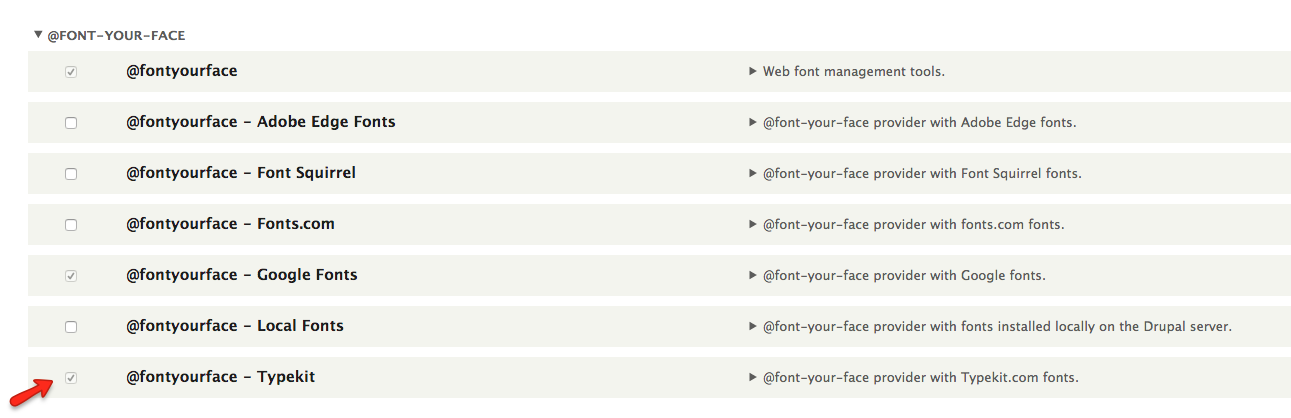 @FONT-YOUR-FACE
@fontyourface Web font management tools.
@fontyourface – Adobe Edge Fonts @font-your-face provider with Adobe Edge fonts.
@fontyourface – Font Squirrel @font-your-face provider with Font Squirrel fonts.
@fontyourface – Fonts.com @font-your-face provider with fonts.com fonts.
@fontyourface – Google Fonts @font-your-face provider with Google fonts.
@fontyourface – Local Fonts @font-your-face provider with fonts installed locally on the Drupal server.
@fontyourface – Typekit @font-your-face provider with Typekit.com fonts.